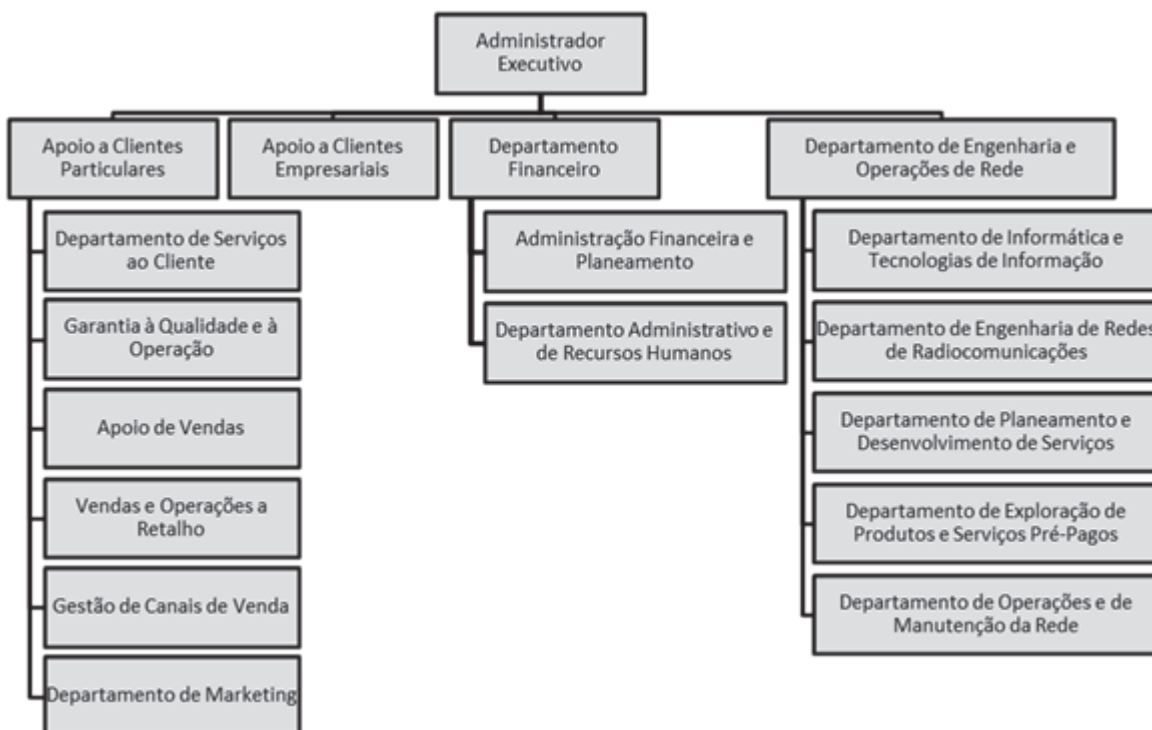 Administrador
Executivo
Apoio a Clientes
Particulares
Apoio a Clientes
Empresariais
Departamento
Financeiro
Departamento de Engenharia e
Operações de Rede
Departamento de Serviços
ao Cliente
Garantia à Qualidade e à
Operação
Apoio de Vendas
Vendas e Operações a
Retalho
Gestão de Canais de Venda
Departamento de Marketing
Administração Financeira e
Planeamento
Departamento Administrativo e
de Recursos Humanos
Departamento de Informática e
Tecnologias de Informação
Departamento de Engenharia de Redes
de Radiocomunicações
Departamento de Planeamento e
Desenvolvimento de Serviços
Departamento de Exploração de
Produtos e Serviços Pré-Pagos
Departamento de Operações e de
Manutenção da Rede